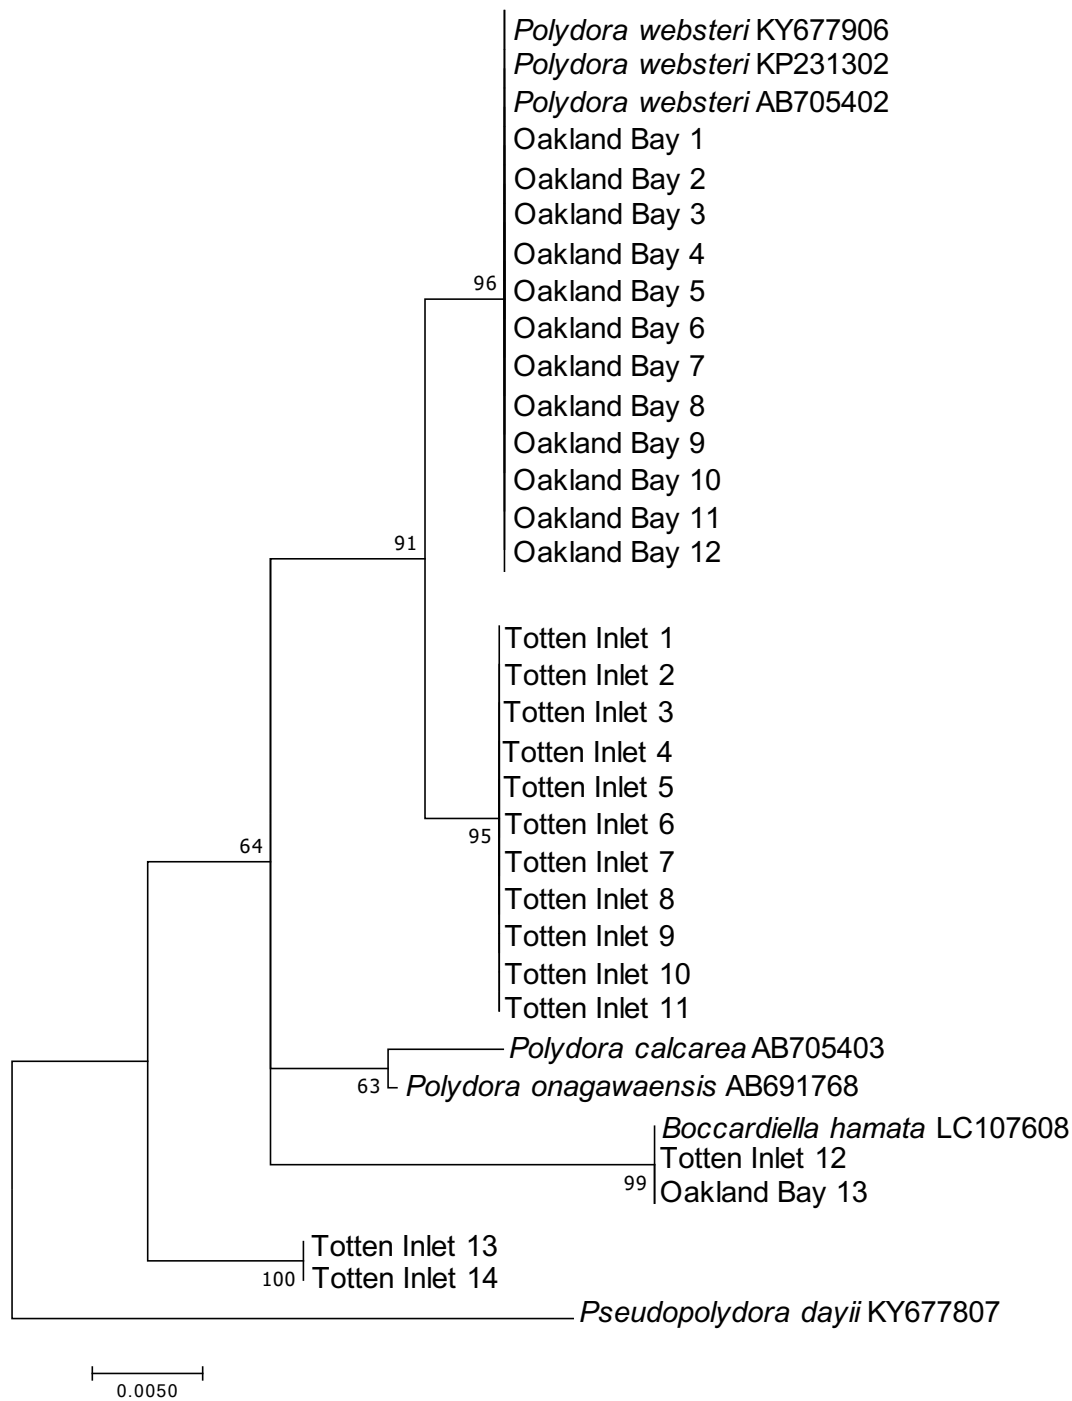 Polydora websteri KY677906
Polydora websteri KP231302
Polydora websteri AB705402
Oakland Bay 1
Oakland Bay 2
Oakland Bay 3
Oakland Bay 4
96
Oakland Bay 5
Oakland Bay 6
Oakland Bay 7
Oakland Bay 8
Oakland Bay 9
Oakland Bay 10
Oakland Bay 11
91
Oakland Bay 12
Totten Inlet 1
Totten Inlet 2
Totten Inlet 3
Totten Inlet 4
Totten Inlet 5
Totten Inlet 6
95
64
Totten Inlet 7
Totten Inlet 8
Totten Inlet 9
Totten Inlet 10
Totten Inlet 11
Polydora calcarea AB705403
63
Polydora onagawaensis AB691768
Boccardiella hamata LC107608
Totten Inlet 12
99
Oakland Bay 13
Totten Inlet 13
100
Totten Inlet 14
Pseudopolydora dayii KY677807
0.0050